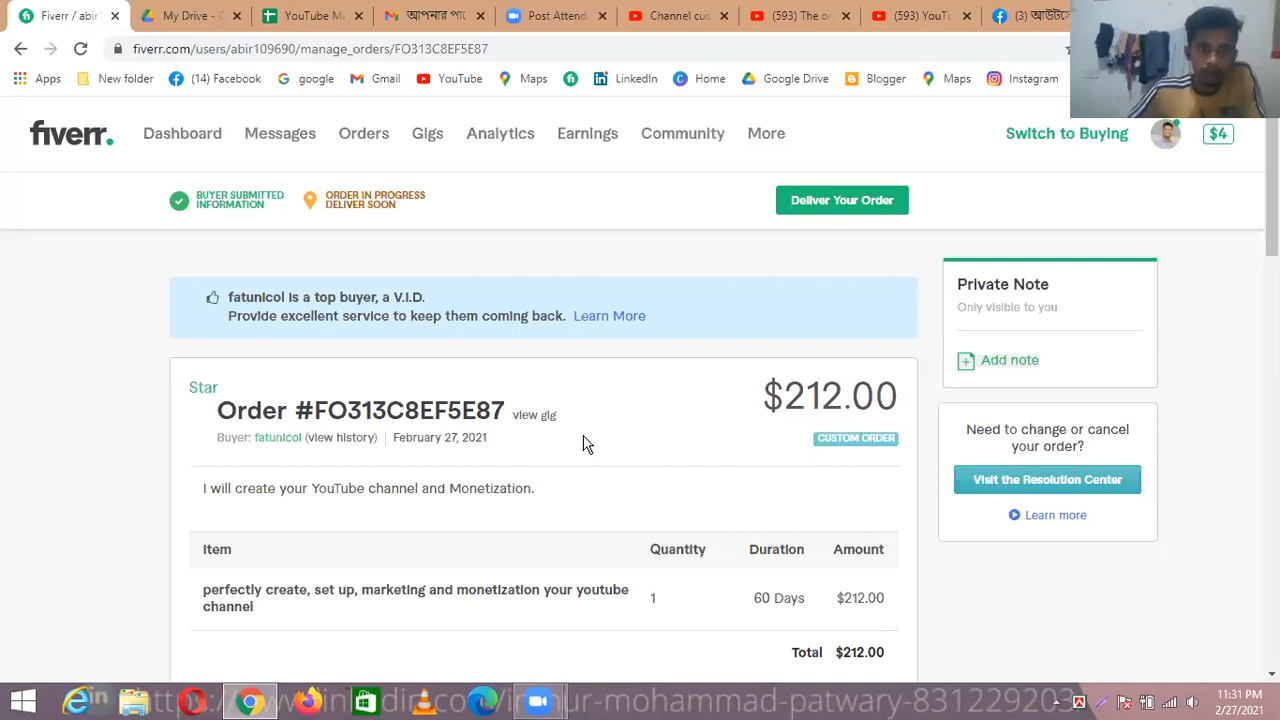 Fiverr / abir
My Drive - C
YouTube Ma
আপনার পা
Post Attend
Channel cus
(593) The or
(593) YouTu
(3) আউটে
fiverr.com/users/abir109690/manage_orders/FO313C8EF5E87
Apps
New folder
(14) Facebook
google
Gmail
YouTube
Maps
LinkedIn
Home
Google Drive
Blogger
Maps
Instagram
fiverr.
Dashboard
Messages
Orders
Gigs
Analytics
Earnings
Community
More
Switch to Buying
$4
BUYER SUBMITTED
INFORMATION
ORDER IN PROGRESS
DELIVER SOON
Deliver Your Order
fatunicol is a top buyer, a V.I.D.
Provide excellent service to keep them coming back. Learn More
Private Note
Only visible to you
Add note
Star
Order #FO313C8EF5E87 view gig
$212.00
Buyer: fatunicol (view history) February 27, 2021
CUSTOM ORDER
Need to change or cancel
your order?
Visit the Resolution Center
Learn more
I will create your YouTube channel and Monetization.
Item Quantity Duration Amount
perfectly create, set up, marketing and monetization your youtube
channel
1 60 Days $212.00
Total $212.00
11:31 PM
2/27/2021